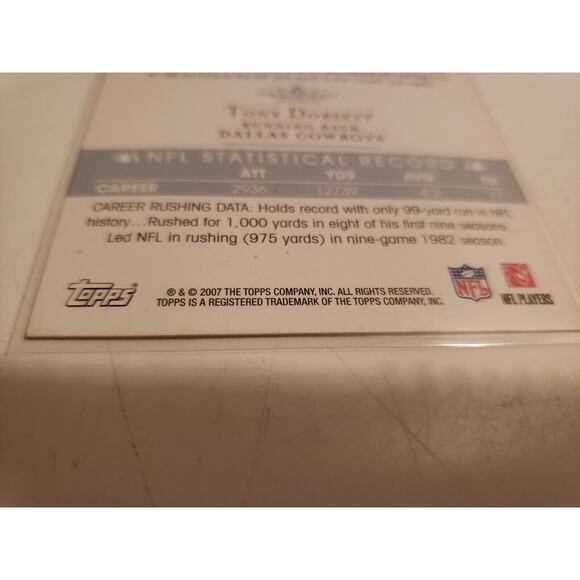 TONY DORSETT
RUNNING BACK
DALLAS COWBOYS
NFL STATISTICAL RECORD
ATT YDS AVG TD
CAREER 2936 12739 4.3 77
CAREER RUSHING DATA: Holds record with only 99-yard run in NFL
history...Rushed for 1,000 yards in eight of his first nine seasons...
Led NFL in rushing (975 yards) in nine-game 1982 season.
Topps®
® & © 2007 THE TOPPS COMPANY, INC. ALL RIGHTS RESERVED.
TOPPS IS A REGISTERED TRADEMARK OF THE TOPPS COMPANY, INC.
NFL
NFL PLAYERS